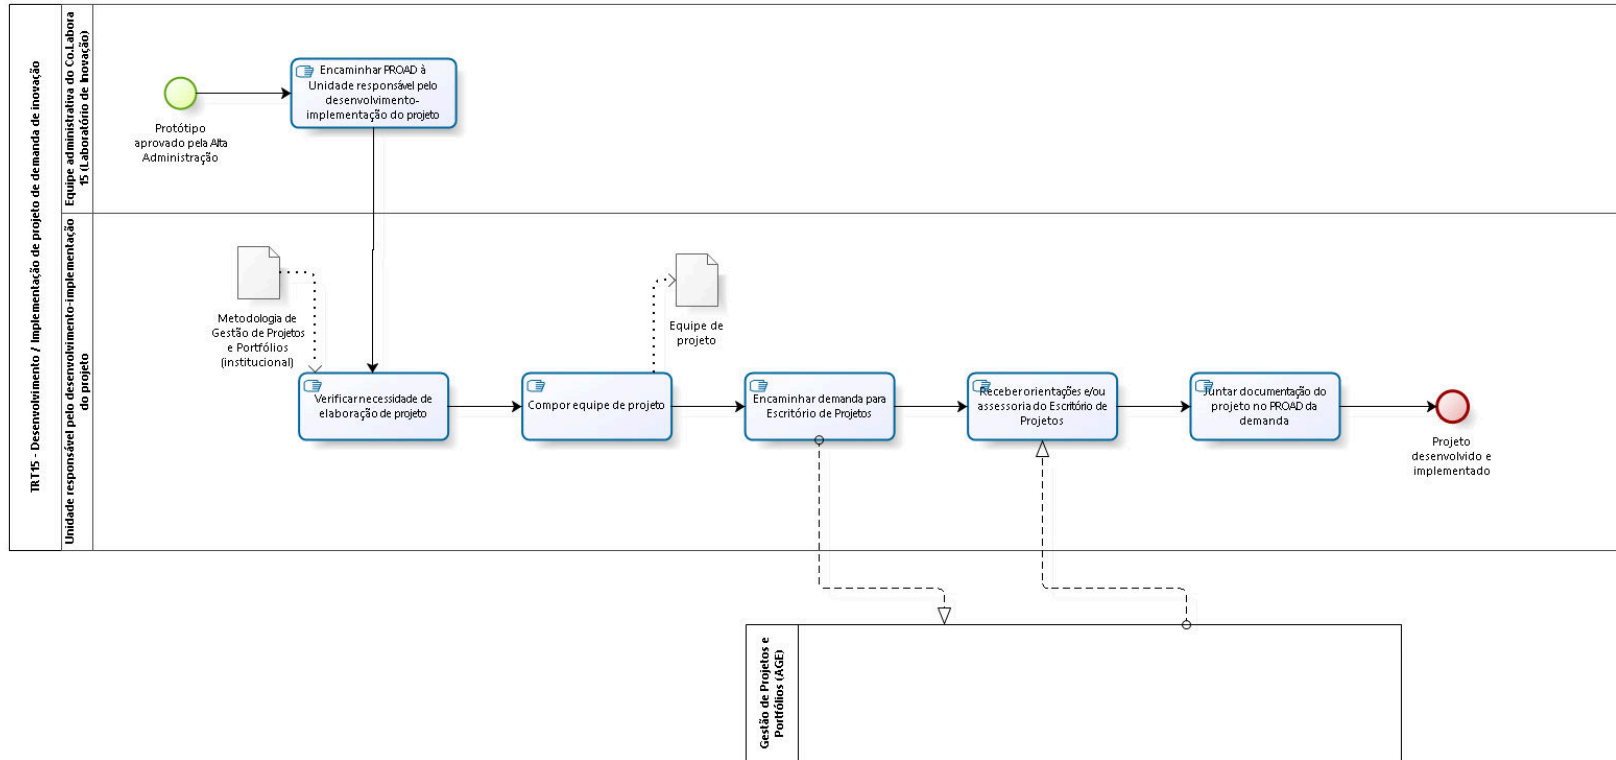 TRT15 - Desenvolvimento / Implementação de projeto de demanda de inovação
Equipe administrativa do Co.Labora
15 (Laboratório de Inovação)
Protótipo
aprovado pela Alta
Administração
Encaminhar PROAD à
Unidade responsável pelo
desenvolvimento-
implementação do projeto
Unidade responsável pelo desenvolvimento-implementação
do projeto
Metodologia de
Gestão de Projetos
e Portfólios
(institucional)
Equipe de
projeto
Verificar necessidade de
elaboração de projeto
Compor equipe de projeto
Encaminhar demanda para
Escritório de Projetos
Receber orientações e/ou
assessoria do Escritório de
Projetos
Juntar documentação do
projeto no PROAD da
demanda
Projeto
desenvolvido e
implementado
Gestão de Projetos e
Portfólios (AGE)